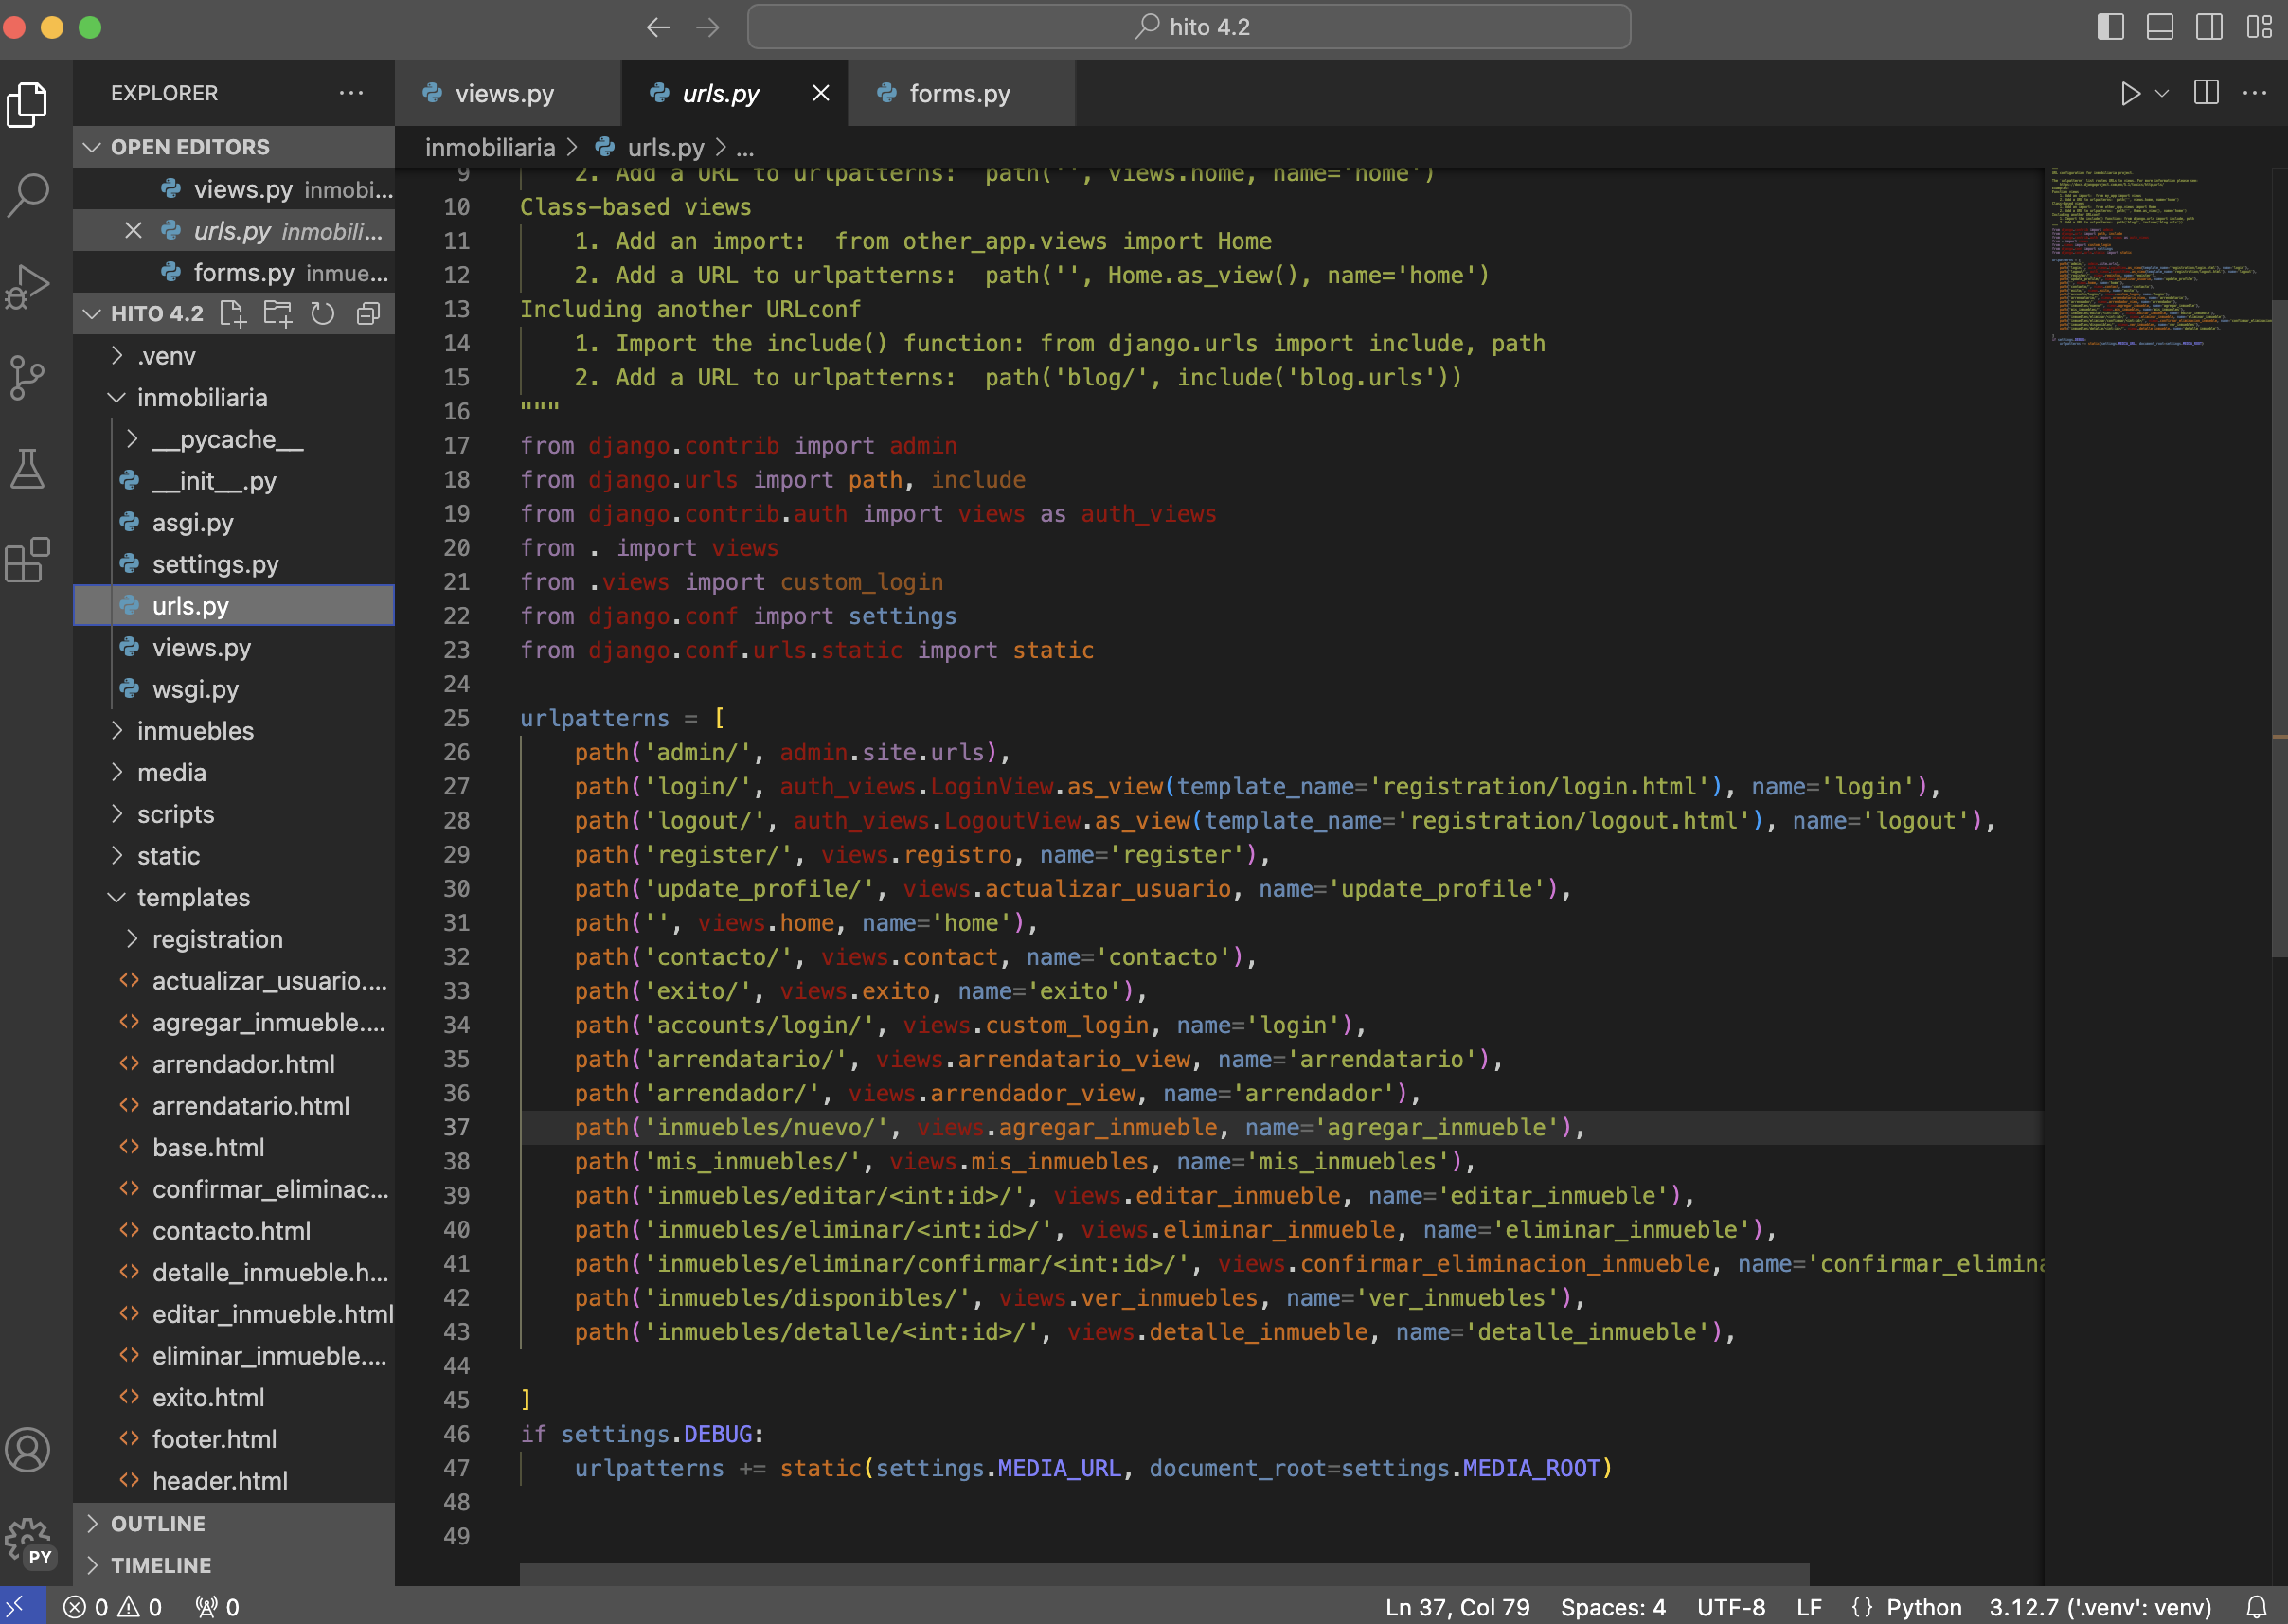 hito 4.2
EXPLORER
OPEN EDITORS
views.py inmobi...
urls.py inmobili...
forms.py inmue...
HITO 4.2
.venv
inmobiliaria
__pycache__
__init__.py
asgi.py
settings.py
urls.py
views.py
wsgi.py
inmuebles
media
scripts
static
templates
registration
actualizar_usuario....
agregar_inmueble....
arrendador.html
arrendatario.html
base.html
confirmar_eliminac...
contacto.html
detalle_inmueble.h...
editar_inmueble.html
eliminar_inmueble....
exito.html
footer.html
header.html
OUTLINE
TIMELINE
PY
views.py urls.py forms.py
inmobiliaria > urls.py > ...
9 2. Add a URL to urlpatterns:  path('', views.home, name='home')
10 Class-based views
11 1. Add an import:  from other_app.views import Home
12 2. Add a URL to urlpatterns:  path('', Home.as_view(), name='home')
13 Including another URLconf
14 1. Import the include() function: from django.urls import include, path
15 2. Add a URL to urlpatterns:  path('blog/', include('blog.urls'))
16 """
17 from django.contrib import admin
18 from django.urls import path, include
19 from django.contrib.auth import views as auth_views
20 from . import views
21 from .views import custom_login
22 from django.conf import settings
23 from django.conf.urls.static import static
24
25 urlpatterns = [
26 path('admin/', admin.site.urls),
27 path('login/', auth_views.LoginView.as_view(template_name='registration/login.html'), name='login'),
28 path('logout/', auth_views.LogoutView.as_view(template_name='registration/logout.html'), name='logout'),
29 path('register/', views.registro, name='register'),
30 path('update_profile/', views.actualizar_usuario, name='update_profile'),
31 path('', views.home, name='home'),
32 path('contacto/', views.contact, name='contacto'),
33 path('exito/', views.exito, name='exito'),
34 path('accounts/login/', views.custom_login, name='login'),
35 path('arrendatario/', views.arrendatario_view, name='arrendatario'),
36 path('arrendador/', views.arrendador_view, name='arrendador'),
37 path('inmuebles/nuevo/', views.agregar_inmueble, name='agregar_inmueble'),
38 path('mis_inmuebles/', views.mis_inmuebles, name='mis_inmuebles'),
39 path('inmuebles/editar/<int:id>/', views.editar_inmueble, name='editar_inmueble'),
40 path('inmuebles/eliminar/<int:id>/', views.eliminar_inmueble, name='eliminar_inmueble'),
41 path('inmuebles/eliminar/confirmar/<int:id>/', views.confirmar_eliminacion_inmueble, name='confirmar_elimina
42 path('inmuebles/disponibles/', views.ver_inmuebles, name='ver_inmuebles'),
43 path('inmuebles/detalle/<int:id>/', views.detalle_inmueble, name='detalle_inmueble'),
44
45 ]
46 if settings.DEBUG:
47 urlpatterns += static(settings.MEDIA_URL, document_root=settings.MEDIA_ROOT)
48
49
0 0 0 Ln 37, Col 79 Spaces: 4 UTF-8 LF {} Python 3.12.7 ('.venv': venv)